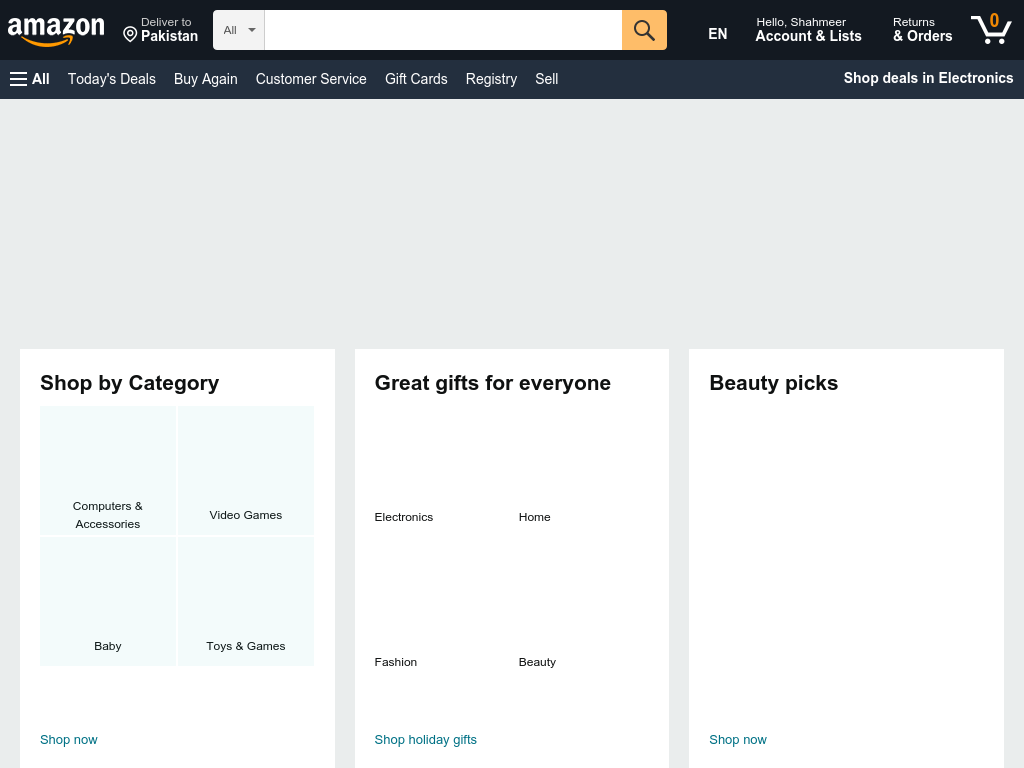 amazon
Deliver to
Pakistan
All
EN
Hello, Shahmeer
Account & Lists
Returns
& Orders
0
All
Today's Deals
Buy Again
Customer Service
Gift Cards
Registry
Sell
Shop deals in Electronics
Shop by Category
Computers &
Accessories
Video Games
Baby
Toys & Games
Shop now
Great gifts for everyone
Electronics
Home
Fashion
Beauty
Shop holiday gifts
Beauty picks
Shop now